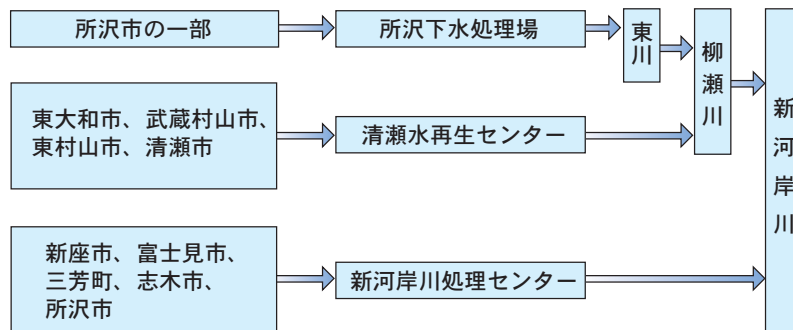 所沢市の一部
所沢下水処理場
東川
柳瀬川
新河岸川
東大和市、武蔵村山市、
東村山市、清瀬市
清瀬水再生センター
新座市、富士見市、
三芳町、志木市、
所沢市
新河岸川処理センター